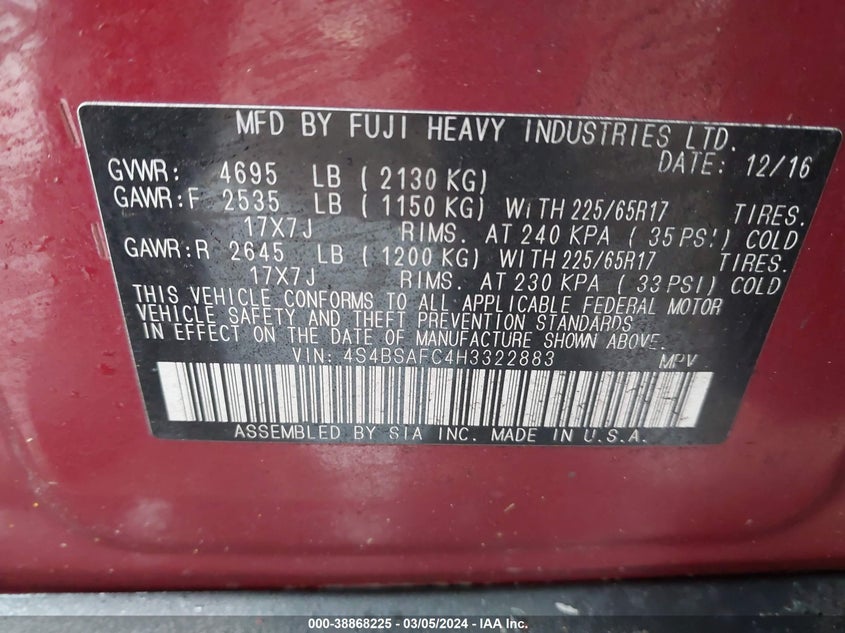 MFD BY FUJI HEAVY INDUSTRIES LTD.
DATE: 12/16
GVWR: 4695 LB ( 2130 KG)
GAWR:F 2535 LB ( 1150 KG) WITH 225/65R17 TIRES.
17X7J RIMS. AT 240 KPA ( 35 PSI) COLD
GAWR:R 2645 LB ( 1200 KG) WITH 225/65R17 TIRES.
17X7J RIMS. AT 230 KPA ( 33 PSI) COLD
THIS VEHICLE CONFORMS TO ALL APPLICABLE FEDERAL MOTOR
VEHICLE SAFETY AND THEFT PREVENTION STANDARDS
IN EFFECT ON THE DATE OF MANUFACTURE SHOWN ABOVE.
VIN: 4S4BSAFC4H3322883 MPV
ASSEMBLED BY SIA INC. MADE IN U.S.A.
000-38868225 - 03/05/2024 - IAA Inc.